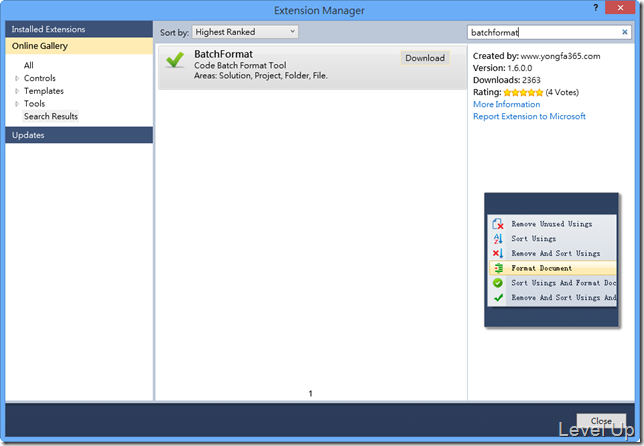 Extension Manager
?
Installed Extensions
Online Gallery
All
Controls
Templates
Tools
Search Results
Updates
Sort by: Highest Ranked
batchformat
BatchFormat
Code Batch Format Tool
Areas: Solution, Project, Folder, File.
Download
1
Created by: www.yongfa365.com
Version: 1.6.0.0
Downloads: 2363
Rating: (4 Votes)
More Information
Report Extension to Microsoft
Remove Unused Usings
Sort Usings
Remove And Sort Usings
Format Document
Sort Usings And Format Doc
Remove And Sort Usings And
Close
Level Up